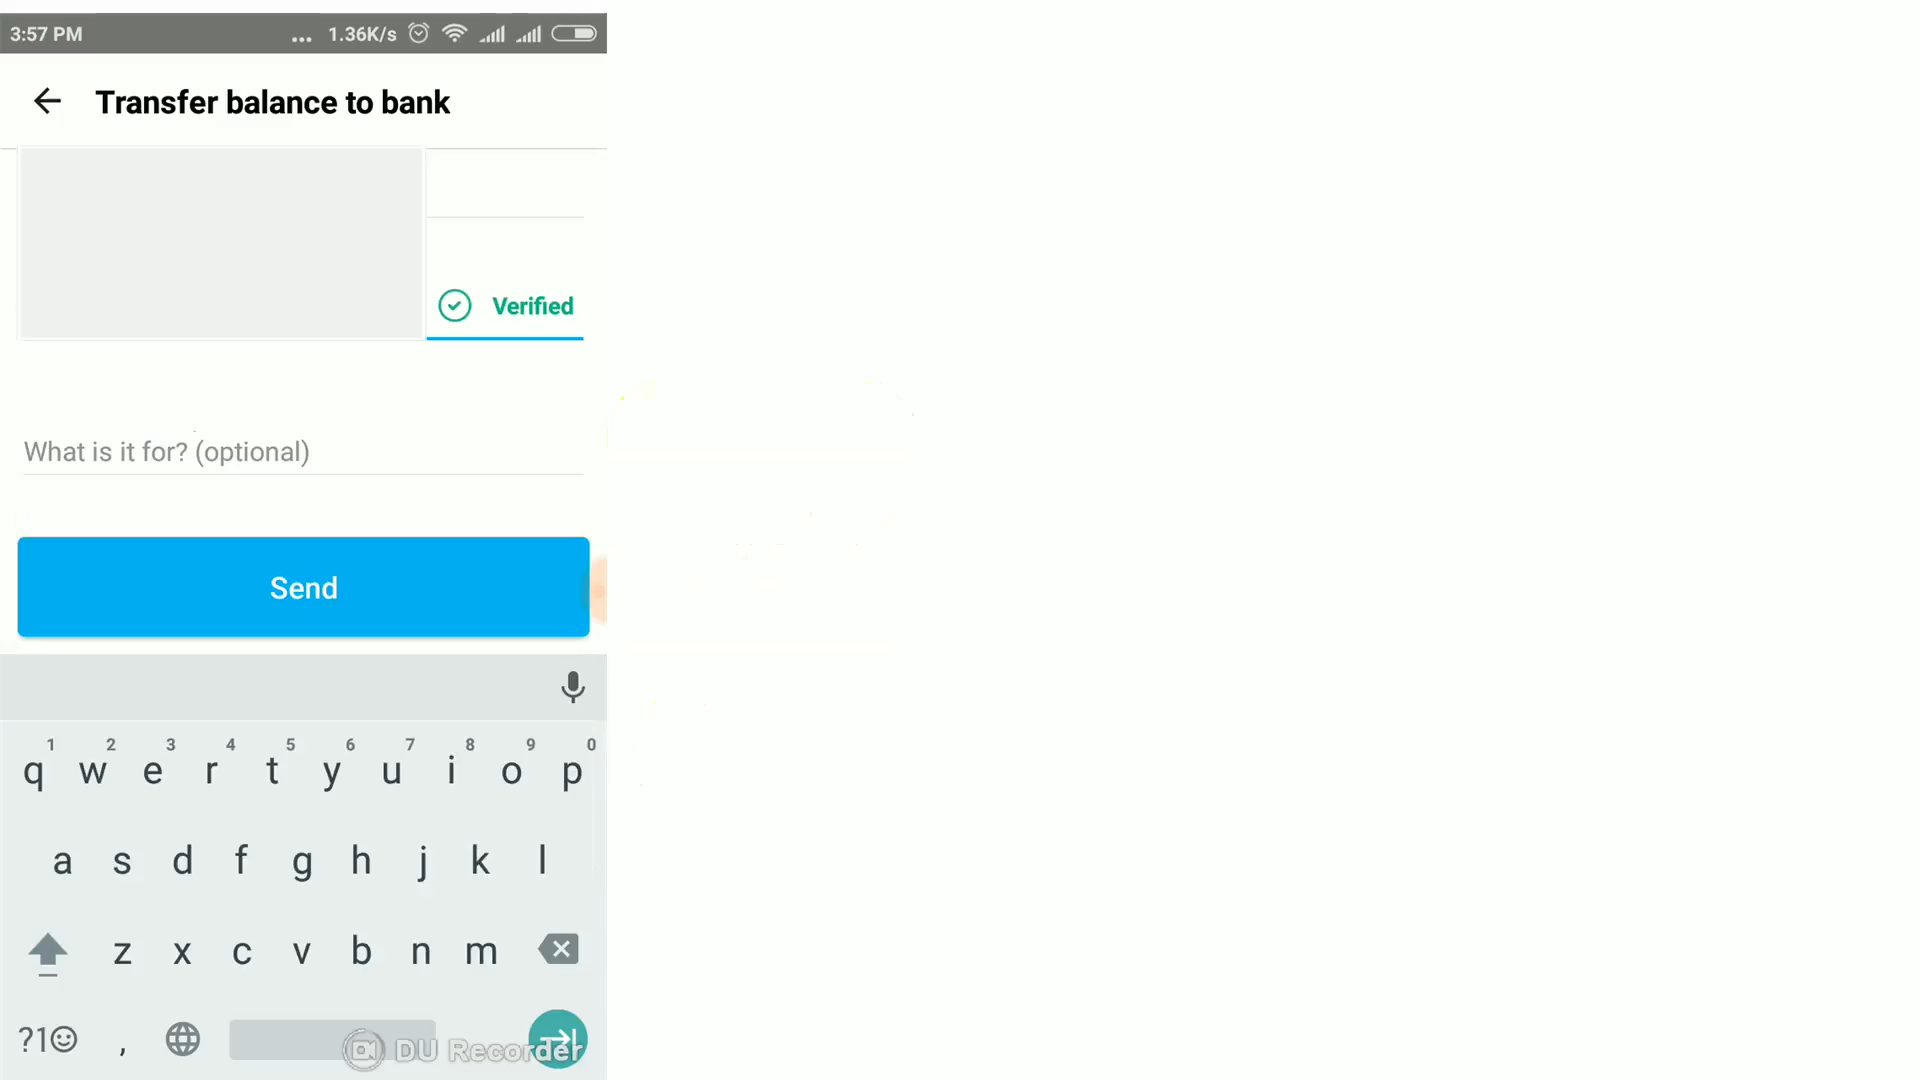 3:57 PM ... 1.36K/s
Transfer balance to bank
Verified
What is it for? (optional)
Send
1 2 3 4 5 6 7 8 9 0
q w e r t y u i o p
a s d f g h j k l
z x c v b n m
?1☺ ,
DU Recorder